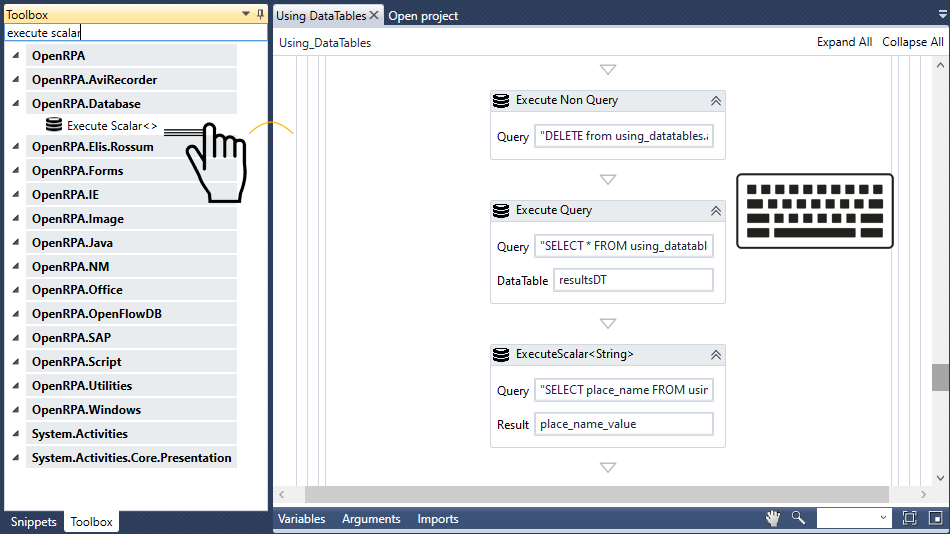 Toolbox
execute scalar
OpenRPA
OpenRPA.AviRecorder
OpenRPA.Database
Execute Scalar<>
OpenRPA.Elis.Rossum
OpenRPA.Forms
OpenRPA.IE
OpenRPA.Image
OpenRPA.Java
OpenRPA.NM
OpenRPA.Office
OpenRPA.OpenFlowDB
OpenRPA.SAP
OpenRPA.Script
OpenRPA.Utilities
OpenRPA.Windows
System.Activities
System.Activities.Core.Presentation
Snippets Toolbox
Using DataTables Open project
Using_DataTables Expand All Collapse All
Execute Non Query
Query "DELETE from using_datatables.a
Execute Query
Query "SELECT * FROM using_datatabl
DataTable resultsDT
ExecuteScalar<String>
Query "SELECT place_name FROM usin
Result place_name_value
Variables Arguments Imports